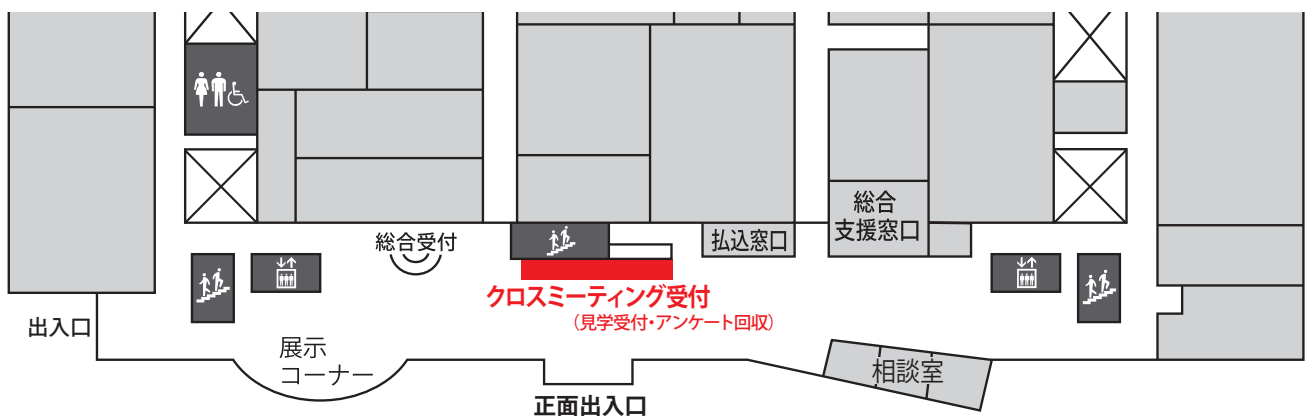 総合
支援窓口
総合受付
払込窓口
クロスミーティング受付
(見学受付・アンケート回収)
出入口
展示
コーナー
相談室
正面出入口